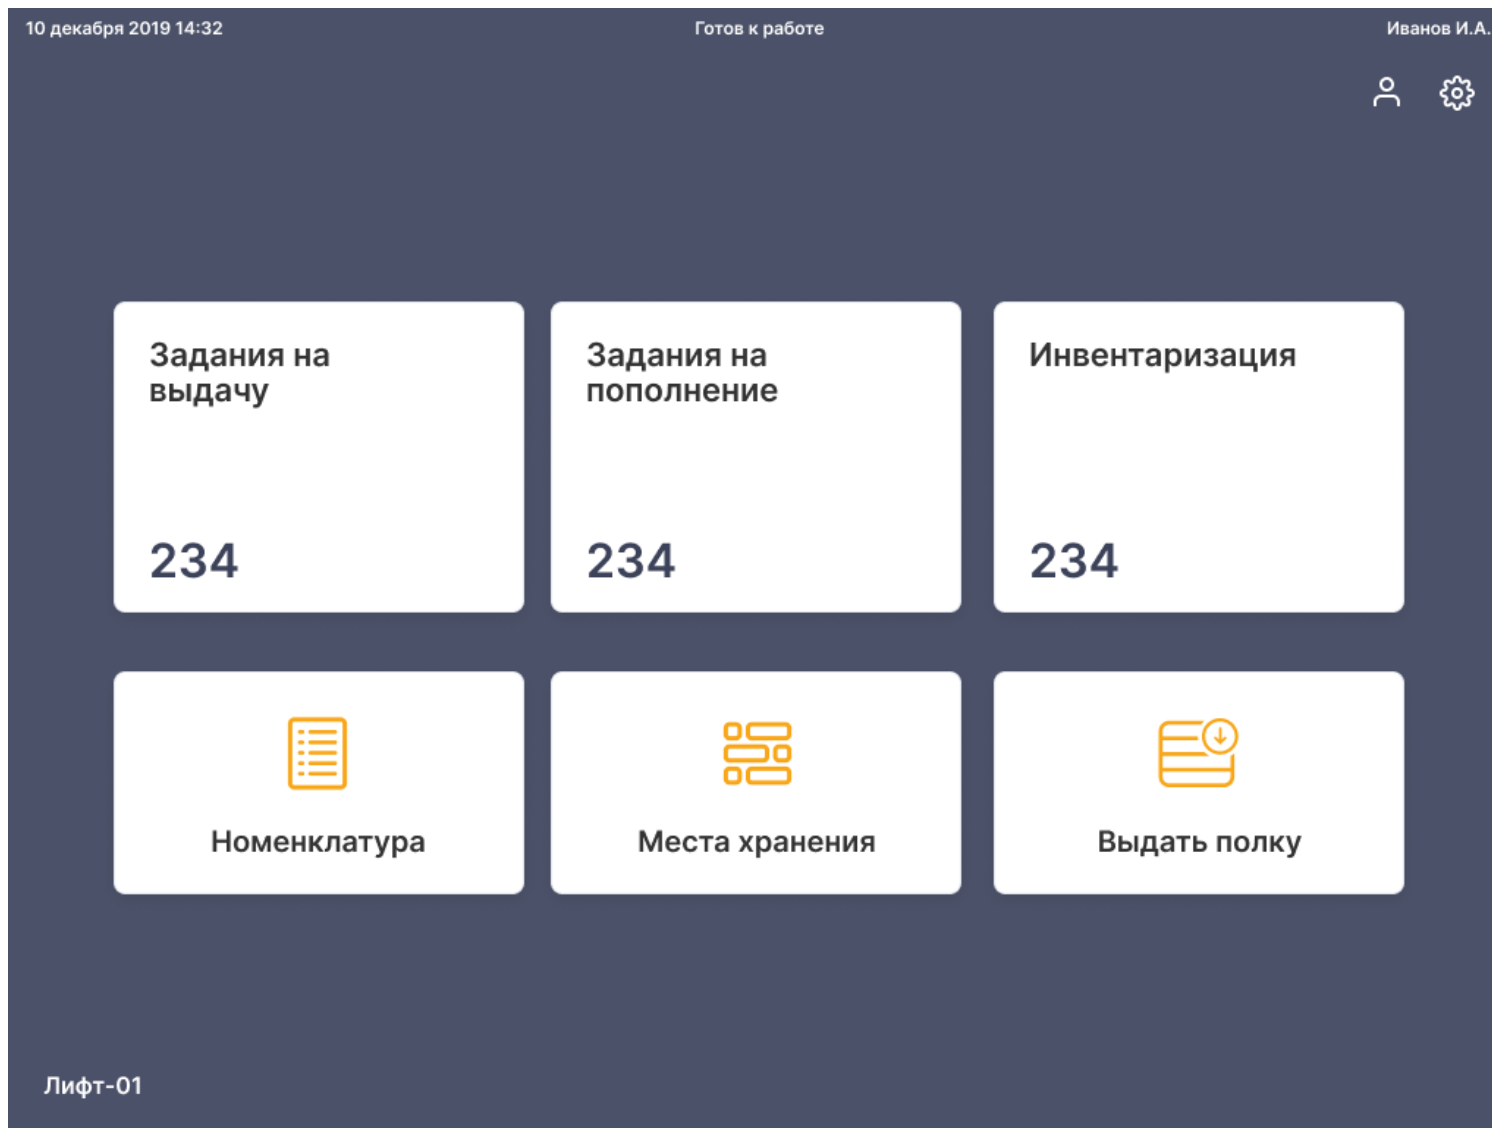 10 декабря 2019 14:32
Готов к работе
Иванов И.А.
Задания на
выдачу
234
Задания на
пополнение
234
Инвентаризация
234
Номенклатура
Места хранения
Выдать полку
Лифт-01